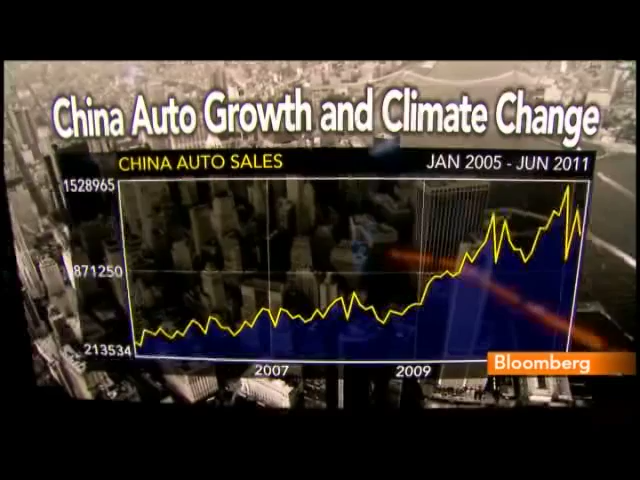 China Auto Growth and Climate Change
CHINA AUTO SALES JAN 2005 - JUN 2011
1528965
871250
213534
2007 2009
Bloomberg